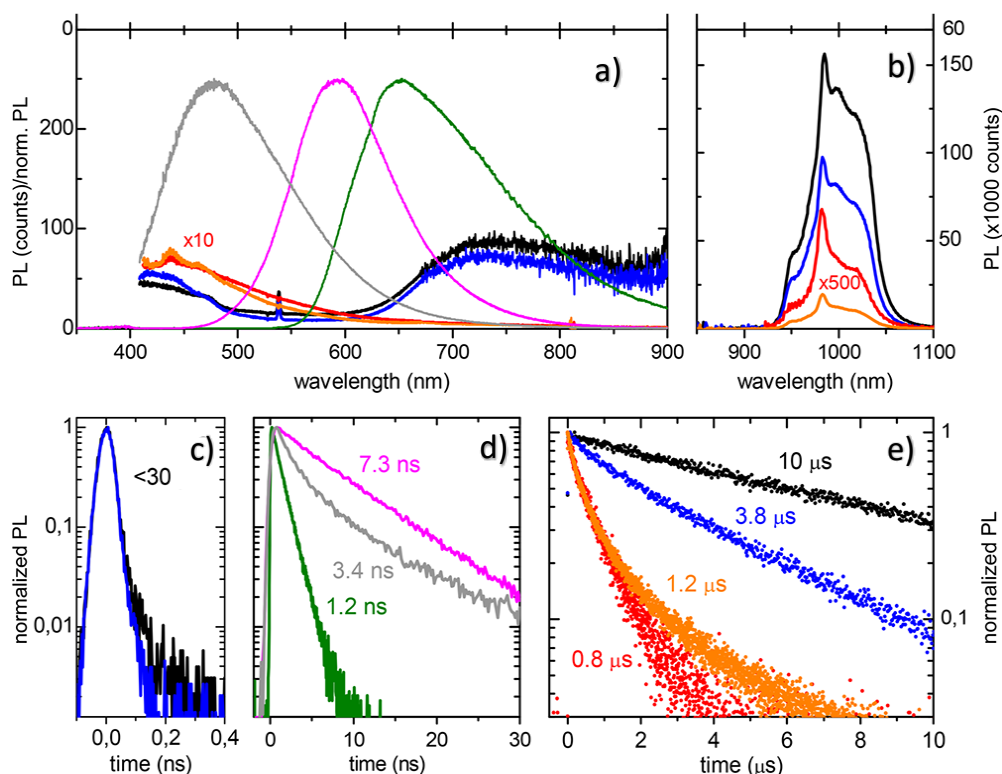 a)
x10
0
200
100
0
PL (counts)/norm. PL
400
500
600
700
800
900
wavelength (nm)
b)
x500
60
150
100
50
PL (x1000 counts)
900
1000
1100
wavelength (nm)
c)
<30
1
0,1
0,01
normalized PL
0,0
0,2
0,4
time (ns)
d)
7.3 ns
3.4 ns
1.2 ns
0
10
20
30
time (ns)
e)
10 µs
3.8 µs
1.2 µs
0.8 µs
1
0,1
normalized PL
0
2
4
6
8
10
time (µs)